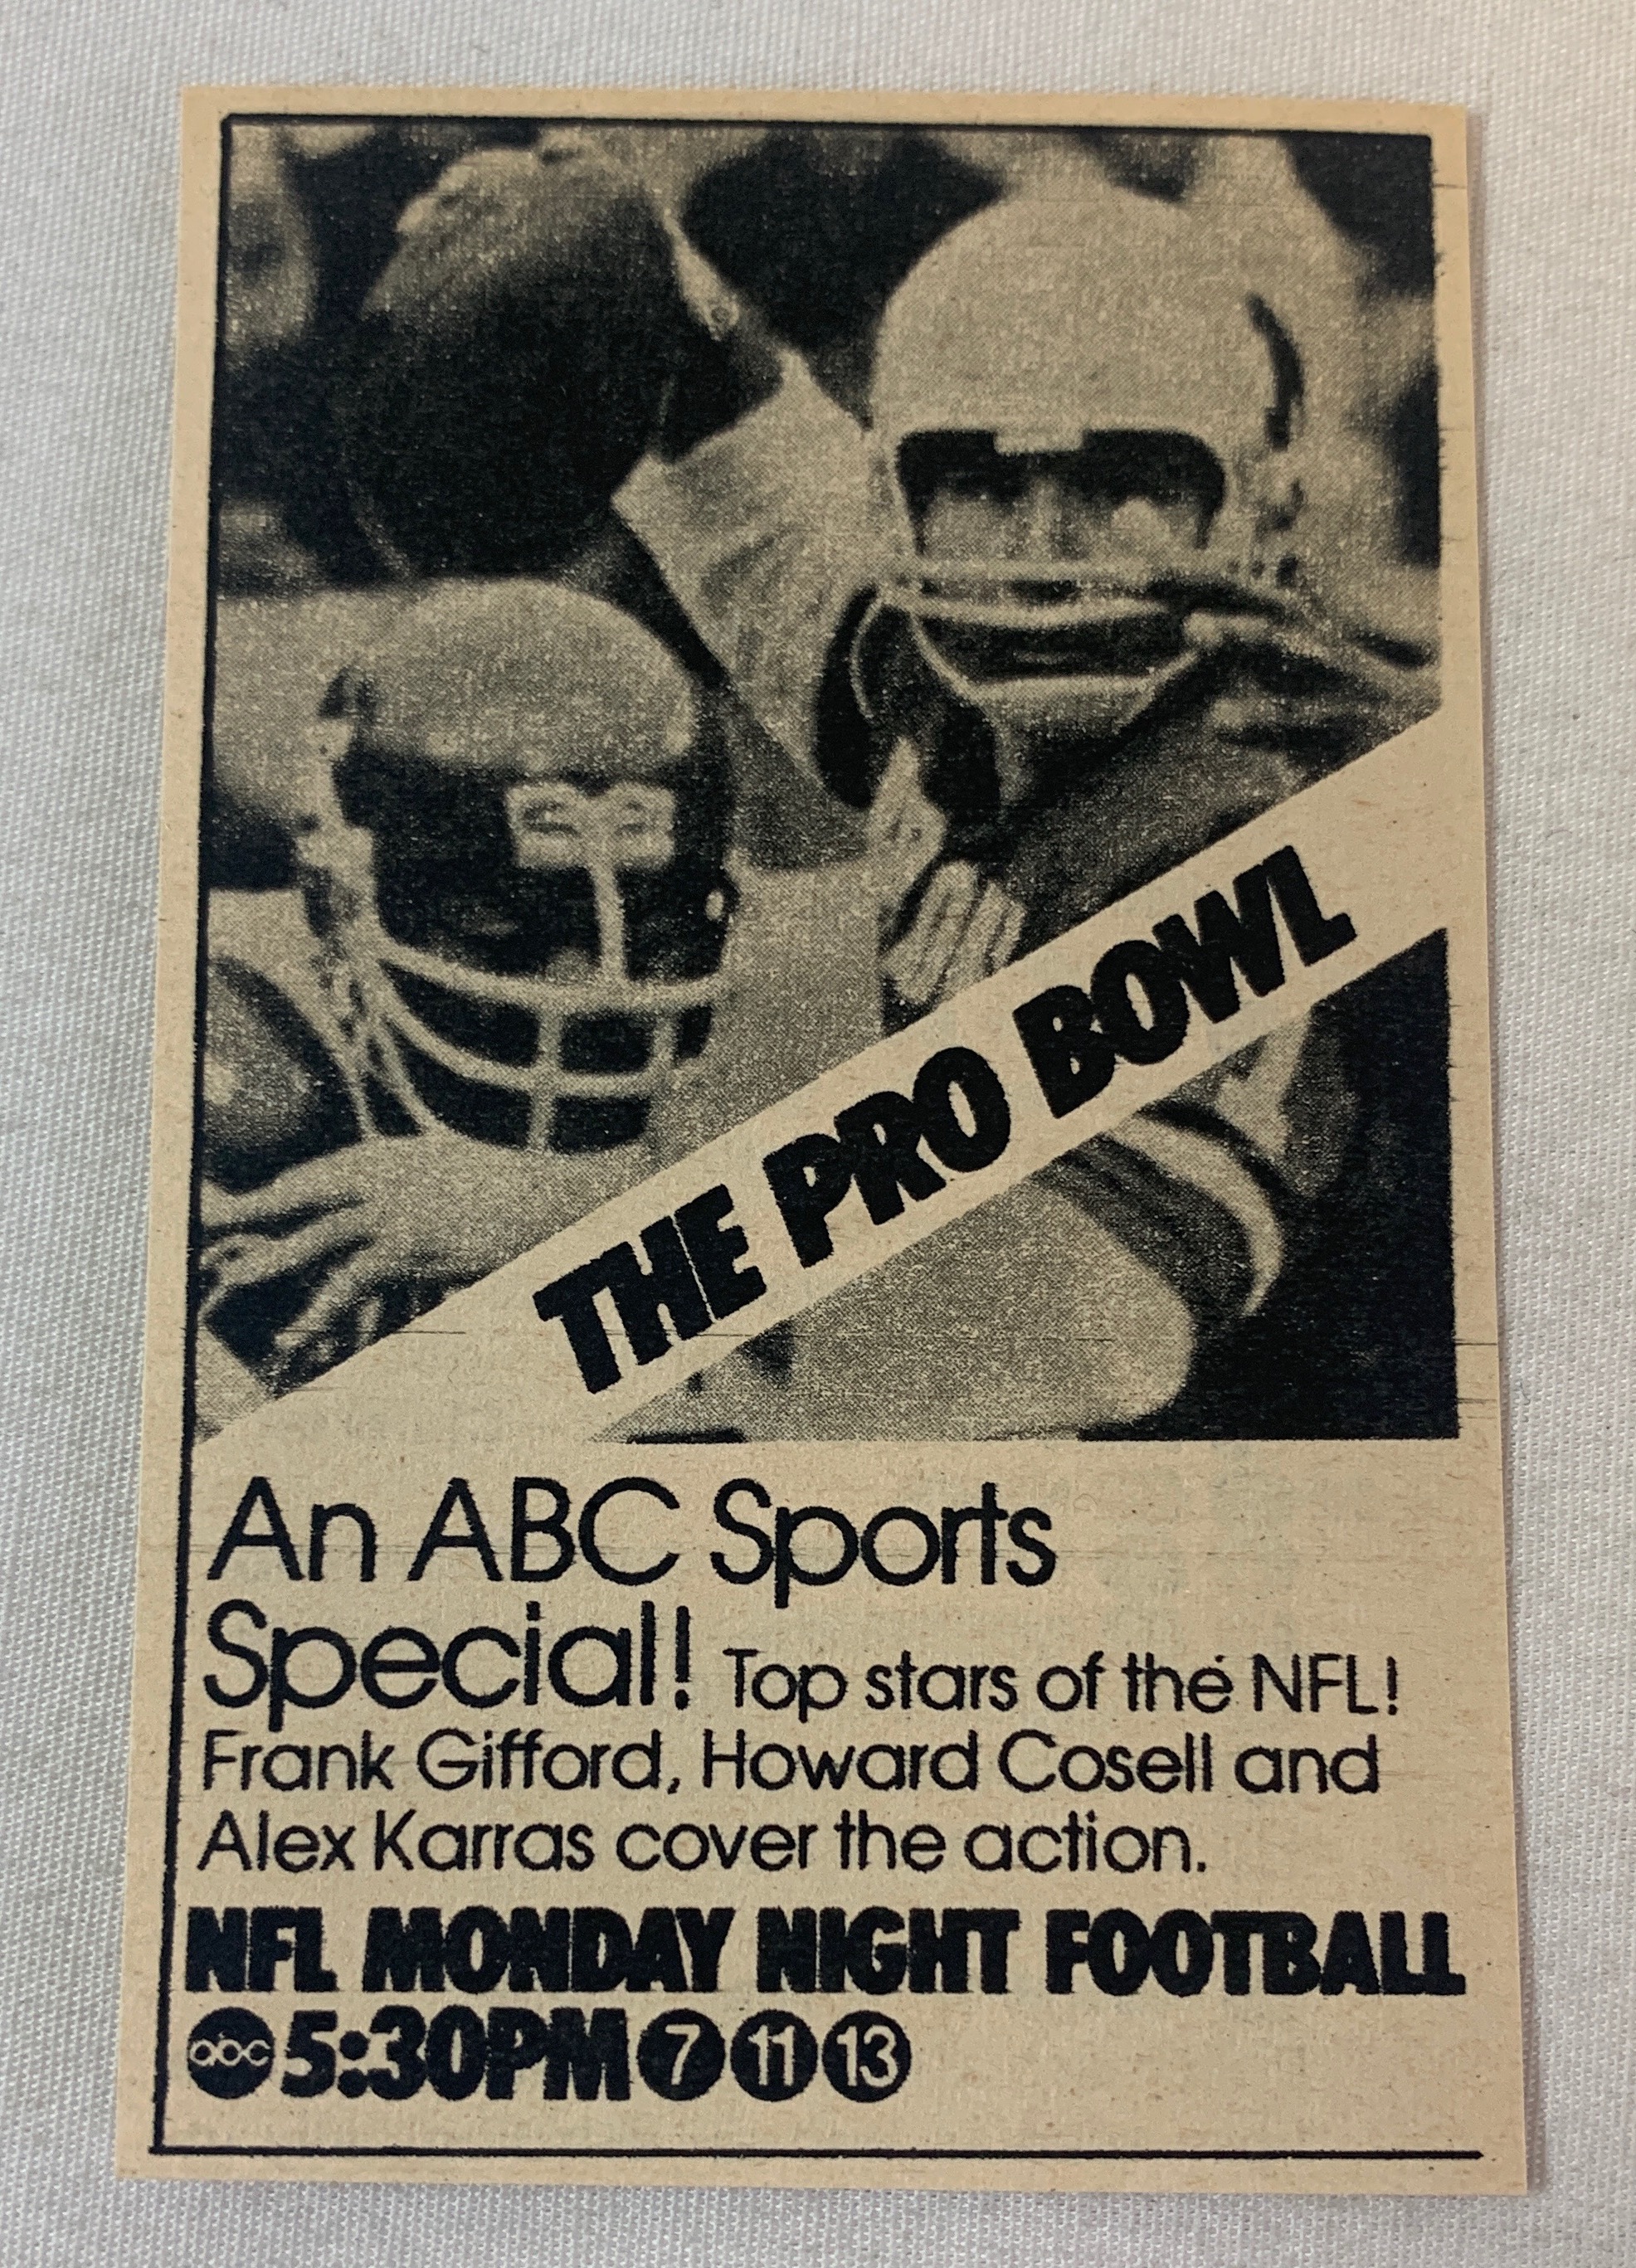 THE PRO BOWL
An ABC Sports
Special! Top stars of the NFL!
Frank Gifford, Howard Cosell and
Alex Karras cover the action.
NFL MONDAY NIGHT FOOTBALL
abc 5:30PM 7 11 13